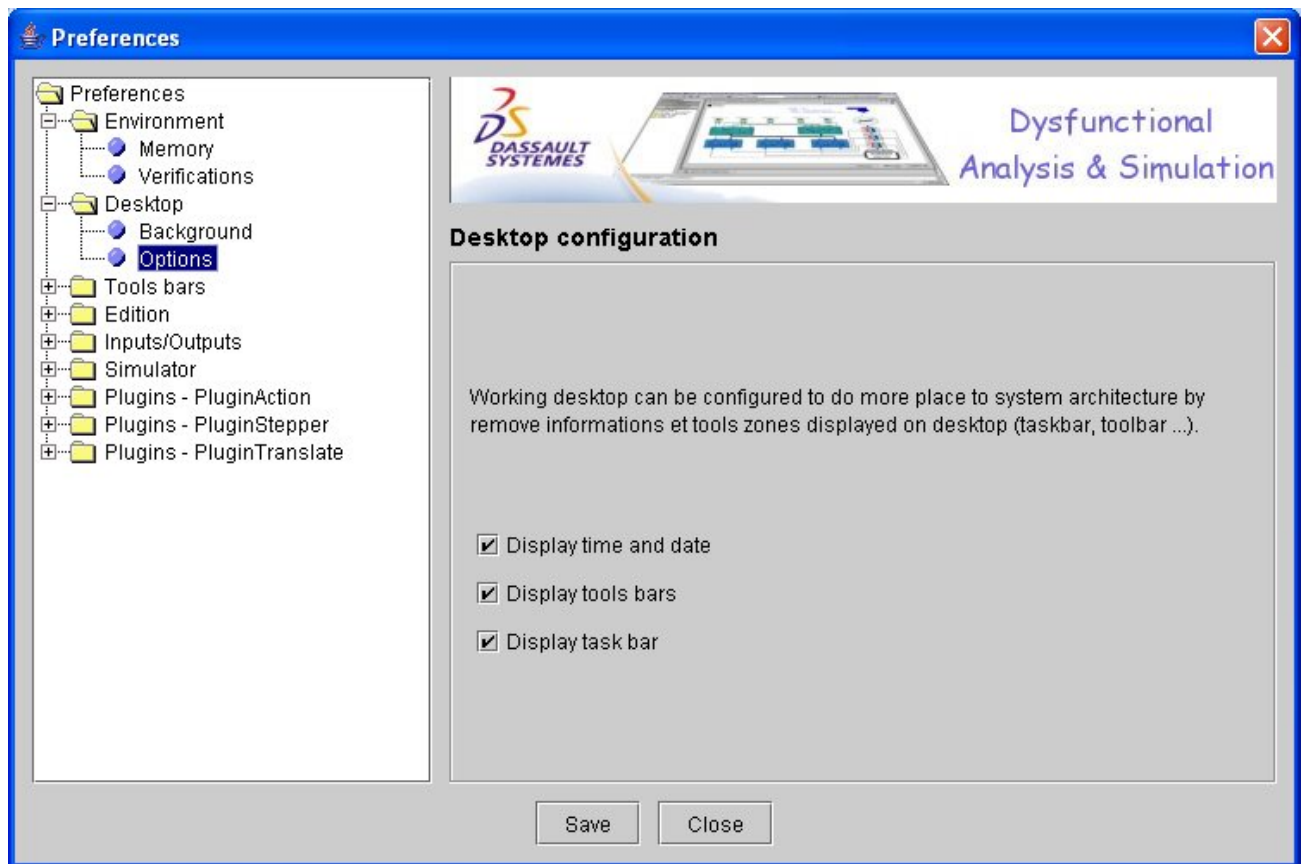 Preferences
Preferences
Environment
Memory
Verifications
Desktop
Background
Options
Tools bars
Edition
Inputs/Outputs
Simulator
Plugins - PluginAction
Plugins - PluginStepper
Plugins - PluginTranslate
DASSAULT
SYSTEMES
Dysfunctional
Analysis & Simulation
Desktop configuration
Working desktop can be configured to do more place to system architecture by
remove informations et tools zones displayed on desktop (taskbar, toolbar ...).
Display time and date
Display tools bars
Display task bar
Save
Close